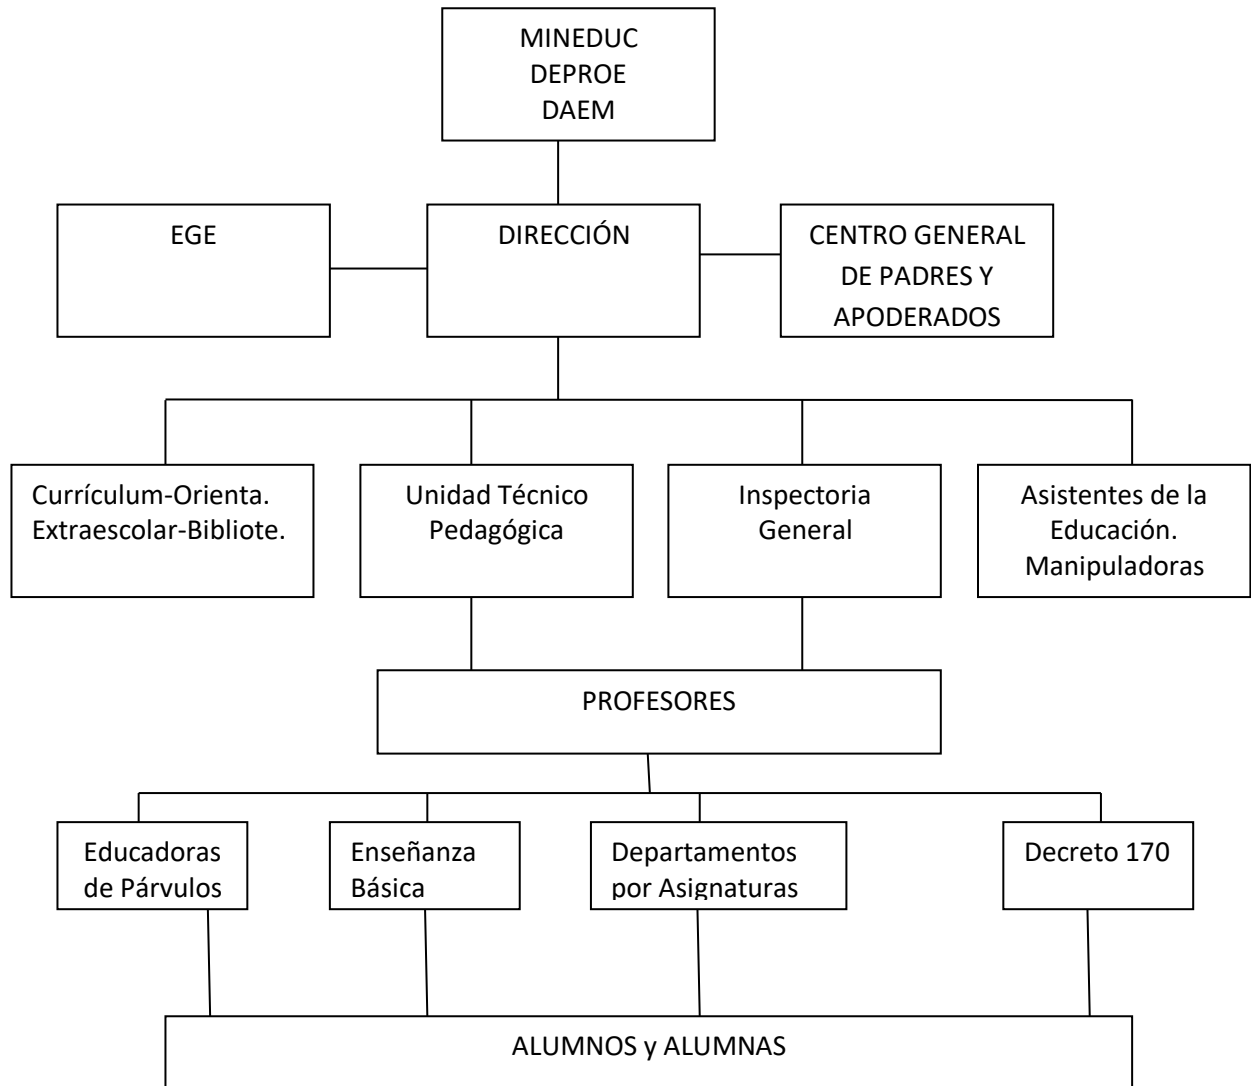 MINEDUC
DEPROE
DAEM
EGE
DIRECCIÓN
CENTRO GENERAL
DE PADRES Y
APODERADOS
Currículum-Orienta.
Extraescolar-Bibliote.
Unidad Técnico
Pedagógica
Inspectoria
General
Asistentes de la
Educación.
Manipuladoras
PROFESORES
Educadoras
de Párvulos
Enseñanza
Básica
Departamentos
por Asignaturas
Decreto 170
ALUMNOS y ALUMNAS